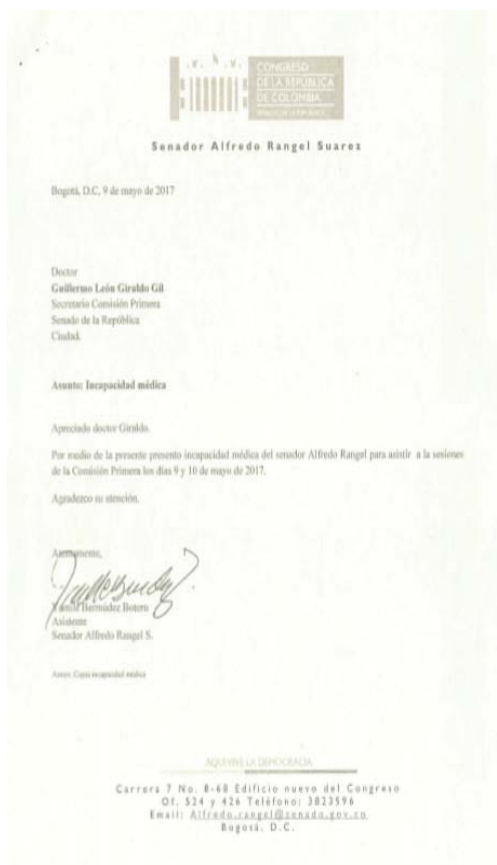 CONGRESO
DE LA REPÚBLICA
DE COLOMBIA
Senador Alfredo Rangel Suarez
Bogotá, D.C, 9 de mayo de 2017
Doctor
Guillermo León Giraldo Gil
Secretario Comisión Primera
Senado de la República
Ciudad.
Asunto: Incapacidad médica
Apreciado doctor Giraldo.
Por medio de la presente presento incapacidad médica del senador Alfredo Rangel para asistir a la sesiones
de la Comisión Primera los días 9 y 10 de mayo de 2017.
Agradezco su atención.
Atentamente,
Bermúdez Botero
Asistente
Senador Alfredo Rangel S.
Anexo: Copia incapacidad médica
AQUI VIVE LA DEMOCRACIA
Carrera 7 No. 8-68 Edificio nuevo del Congreso
Of. 524 y 426 Teléfono: 3823596
Email: Alfredo.rangel@senado.gov.co
Bogotá, D.C.